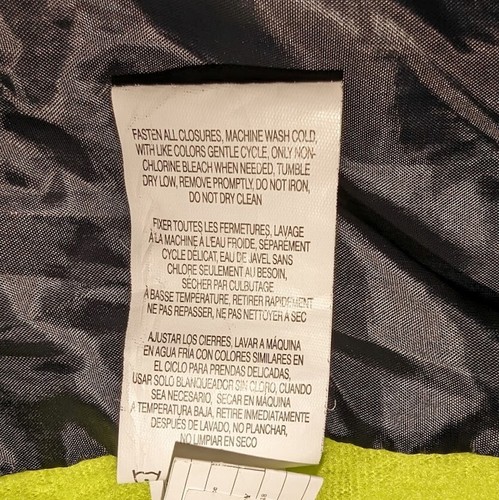 FASTEN ALL CLOSURES, MACHINE WASH COLD,
WITH LIKE COLORS GENTLE CYCLE, ONLY NON-
CHLORINE BLEACH WHEN NEEDED, TUMBLE
DRY LOW, REMOVE PROMPTLY, DO NOT IRON,
DO NOT DRY CLEAN
FIXER TOUTES LES FERMETURES, LAVAGE
À LA MACHINE A L'EAU FROIDE, SÉPAREMENT
CYCLE DÉLICAT, EAU DE JAVEL SANS
CHLORE SEULEMENT AU BESOIN,
SÉCHER PAR CULBUTAGE
À BASSE TEMPÉRATURE, RETIRER RAPIDEMENT
NE PAS REPASSER, NE PAS NETTOYER A SEC
AJUSTAR LOS CIERRES, LAVAR A MÁQUINA
EN AGUA FRIA CON COLORES SIMILARES EN
EL CICLO PARA PRENDAS DELICADAS,
USAR SOLO BLANQUEADOR SIN CLORO, CUANDO
SEA NECESARIO, SECAR EN MÁQUINA
A TEMPERATURA BAJA, RETIRE INMEDIATAMENTE
DESPUÉS DE LAVADO, NO PLANCHAR,
NO LIMPIAR EN SECO